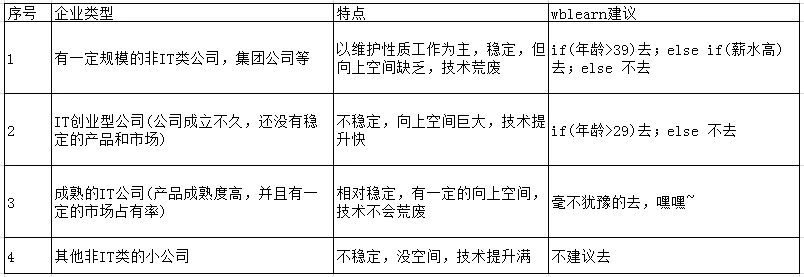 序号 企业类型 特点 wblearn建议
1 有一定规模的非IT类公司，集团公司等 以维护性质工作为主，稳定，但
向上空间缺乏，技术荒废 if(年龄>39)去；else if(薪水高)
去；else 不去
2 IT创业型公司(公司成立不久，还没有稳
定的产品和市场) 不稳定，向上空间巨大，技术提
升快 if(年龄>29)去；else 不去
3 成熟的IT公司(产品成熟度高，并且有一
定的市场占有率) 相对稳定，有一定的向上空间，
技术不会荒废 毫不犹豫的去，嘿嘿~
4 其他非IT类的小公司 不稳定，没空间，技术提升满 不建议去